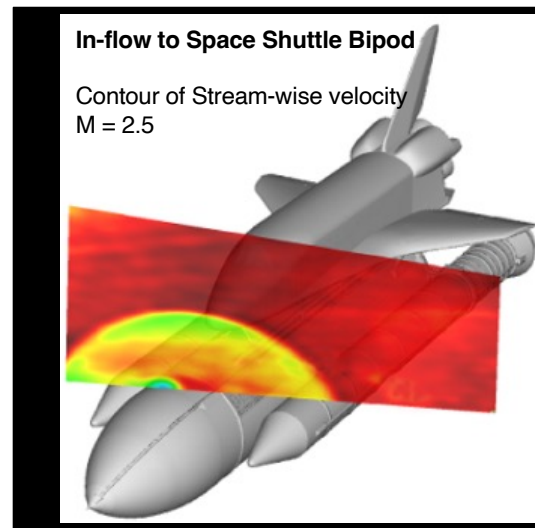 In-flow to Space Shuttle Bipod
Contour of Stream-wise velocity
M = 2.5